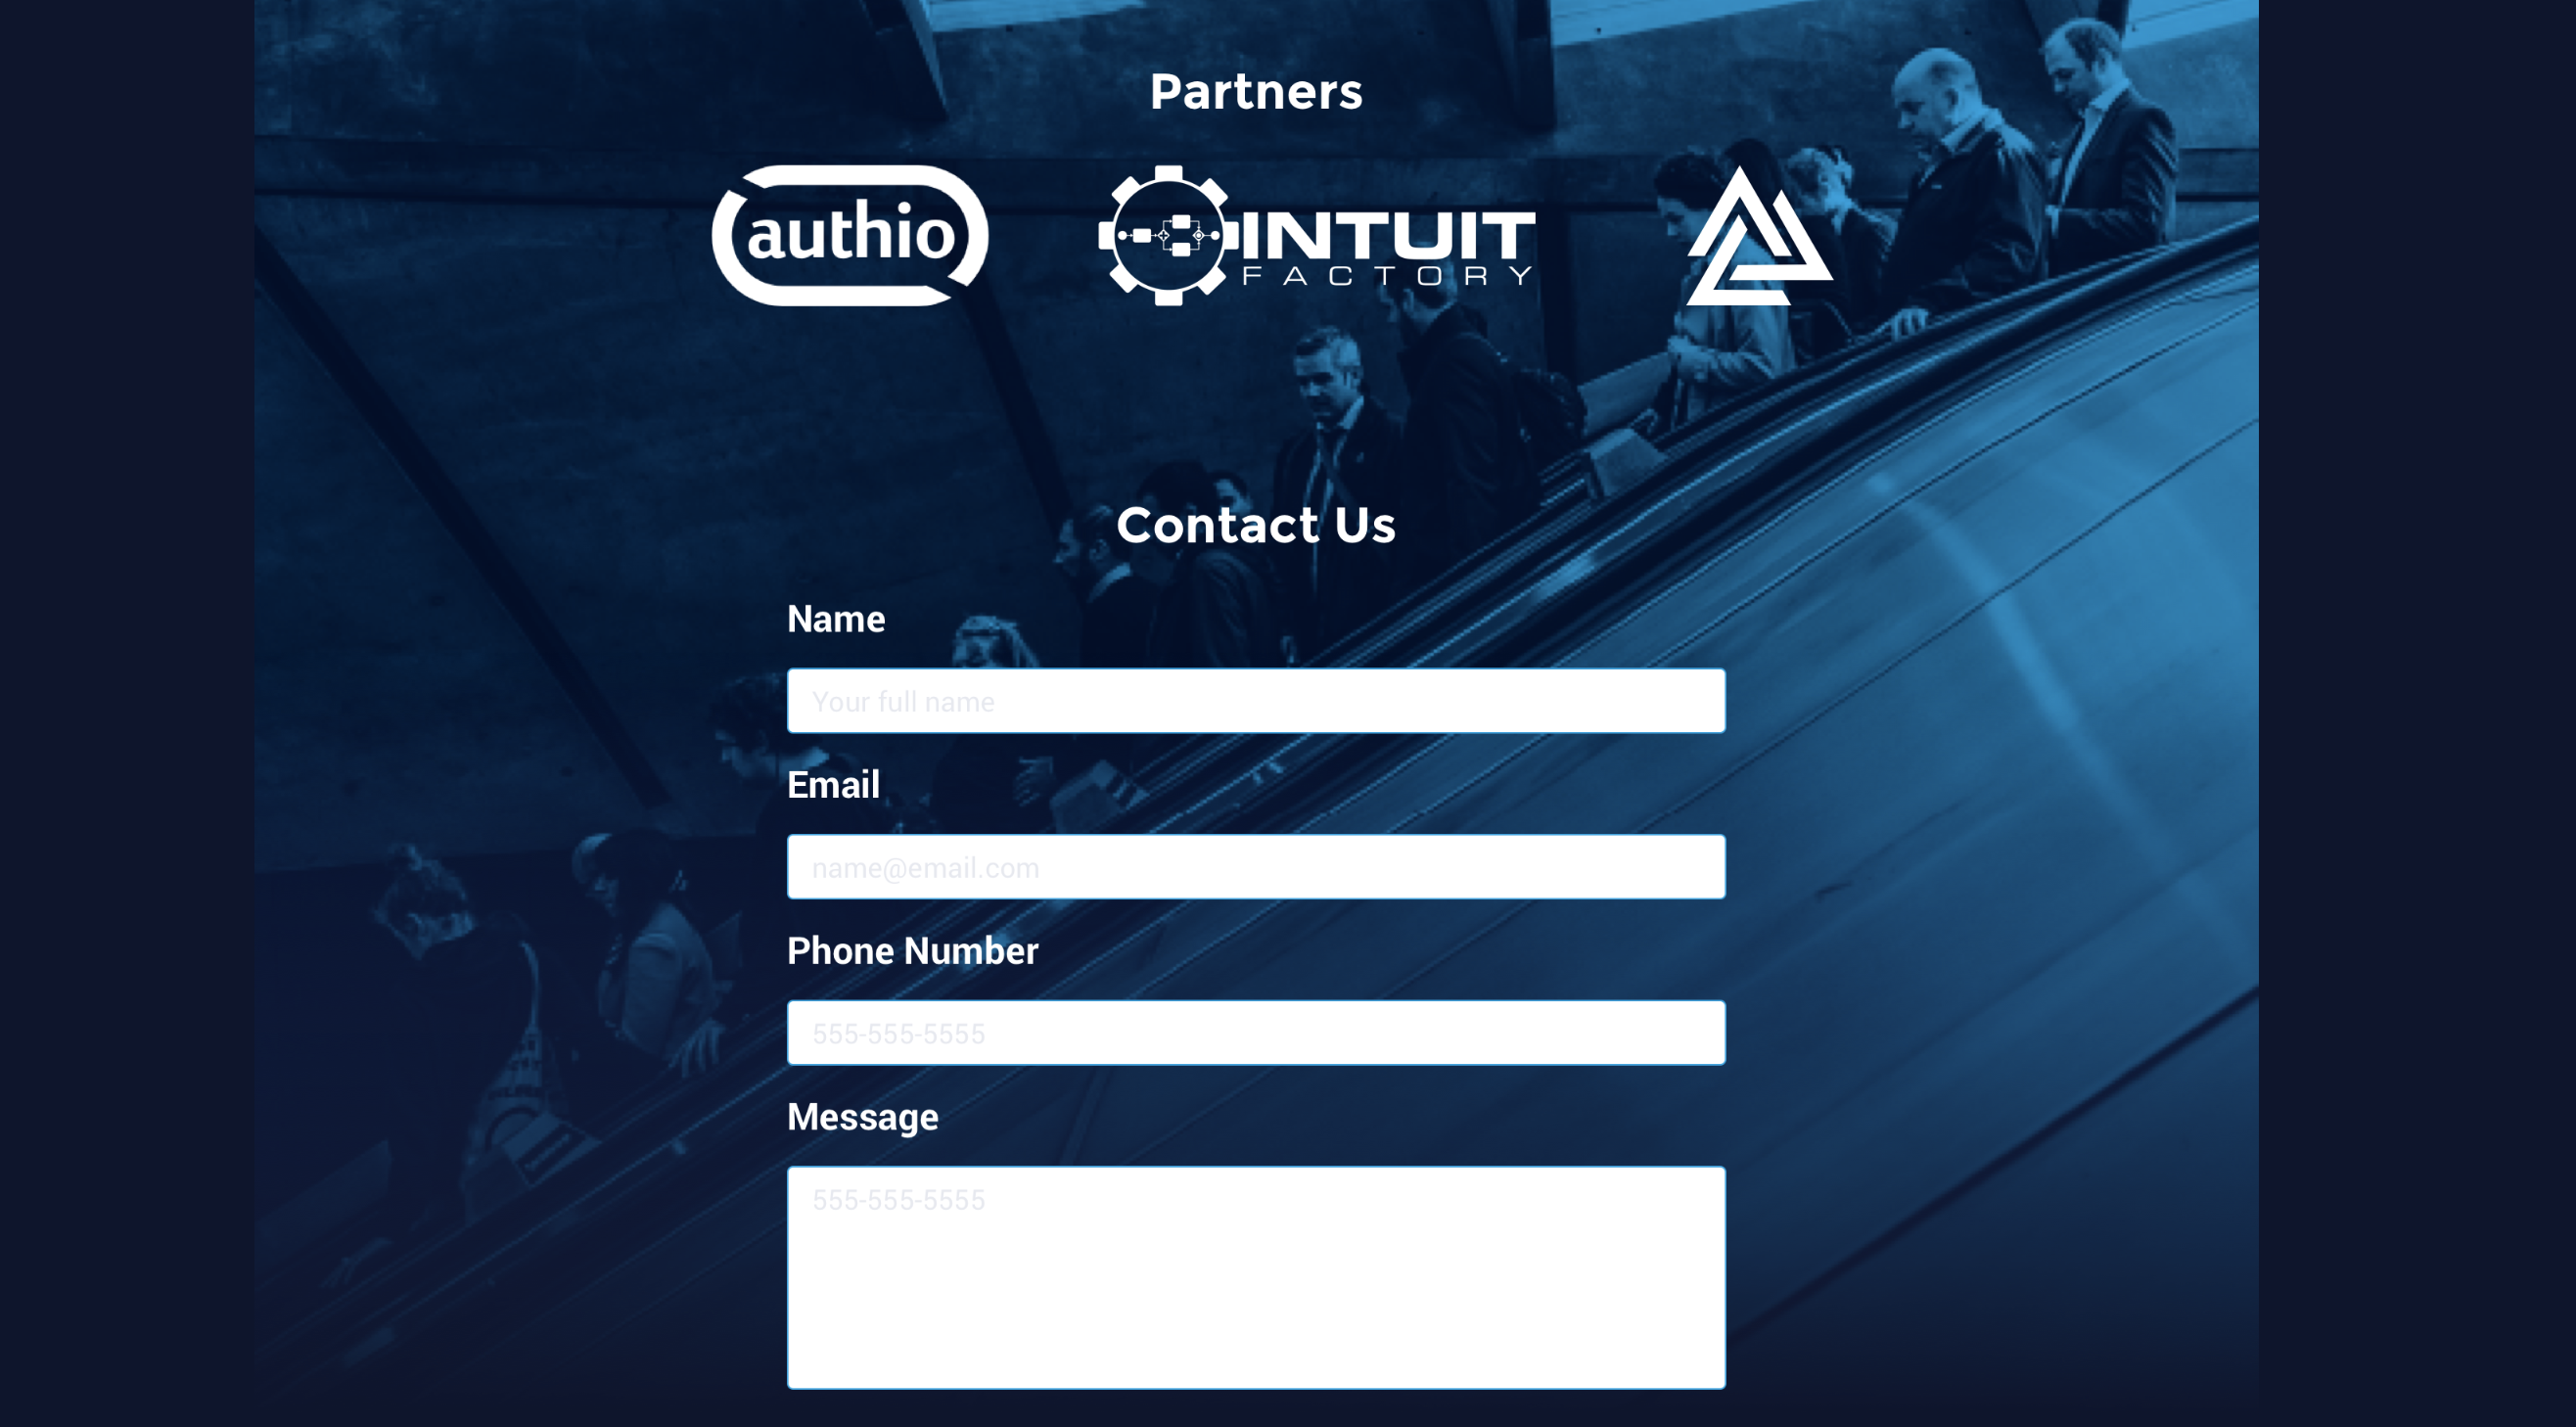 Partners
authio
INTUIT
FACTORY
Contact Us
Name
Your full name
Email
name@email.com
Phone Number
555-555-5555
Message
555-555-5555